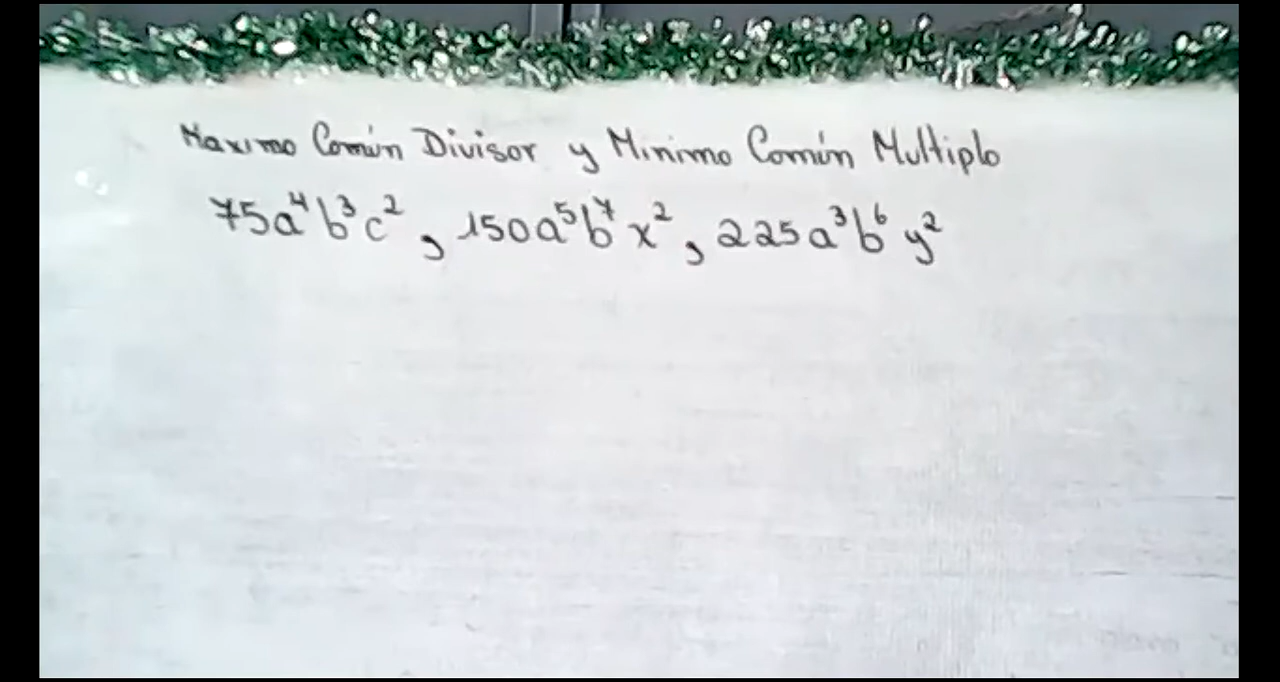 Maximo Común Divisor y Minimo Común Multiplo
75a⁴b³c², 150a⁵b⁷x², 225a³b⁶y²